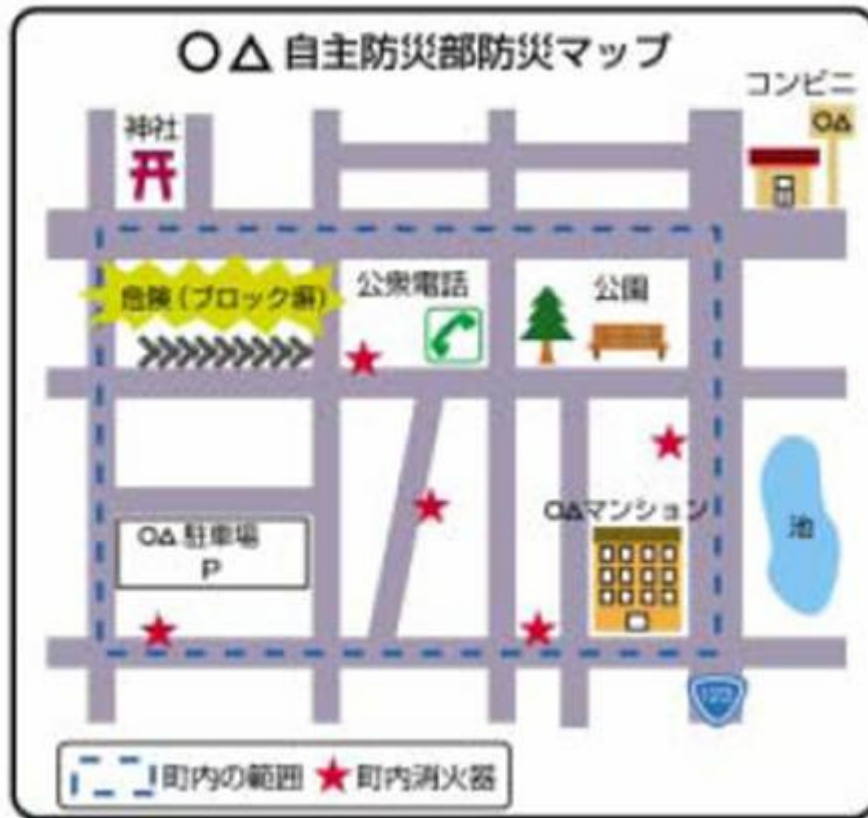 ○△ 自主防災部防災マップ
コンビニ
○△
神社
危険（ブロック塀）
公衆電話
公園
○△マンション
○△ 駐車場
P
池
123
町内の範囲 ★ 町内消火器